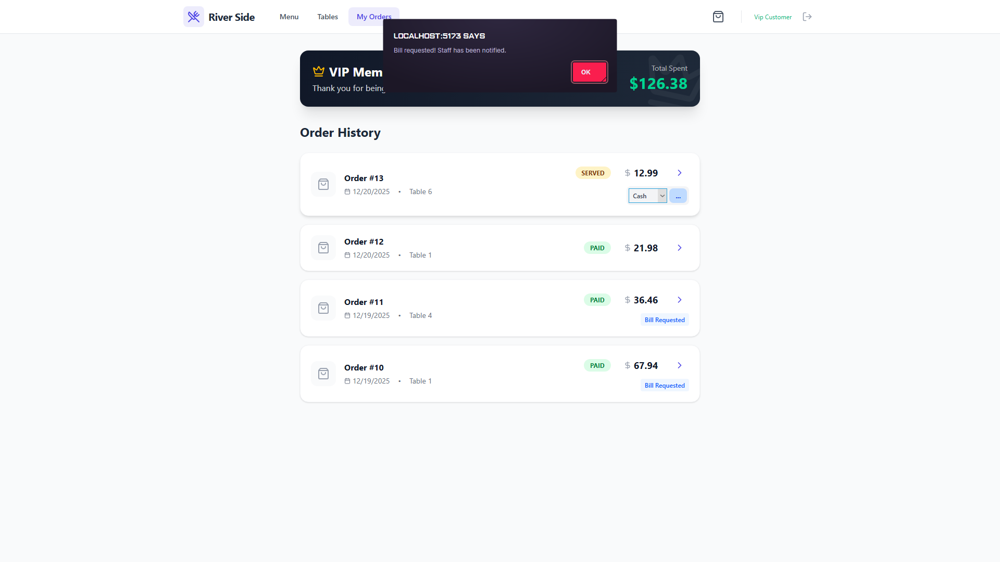 River Side
Menu
Tables
My Orders
Vip Customer
LOCALHOST:5173 SAYS
Bill requested! Staff has been notified.
OK
VIP Mem
Thank you for being
Total Spent
$126.38
Order History
Order #13
12/20/2025 • Table 6
SERVED
$ 12.99
Cash
...
Order #12
12/20/2025 • Table 1
PAID
$ 21.98
Order #11
12/19/2025 • Table 4
PAID
$ 36.46
Bill Requested
Order #10
12/19/2025 • Table 1
PAID
$ 67.94
Bill Requested